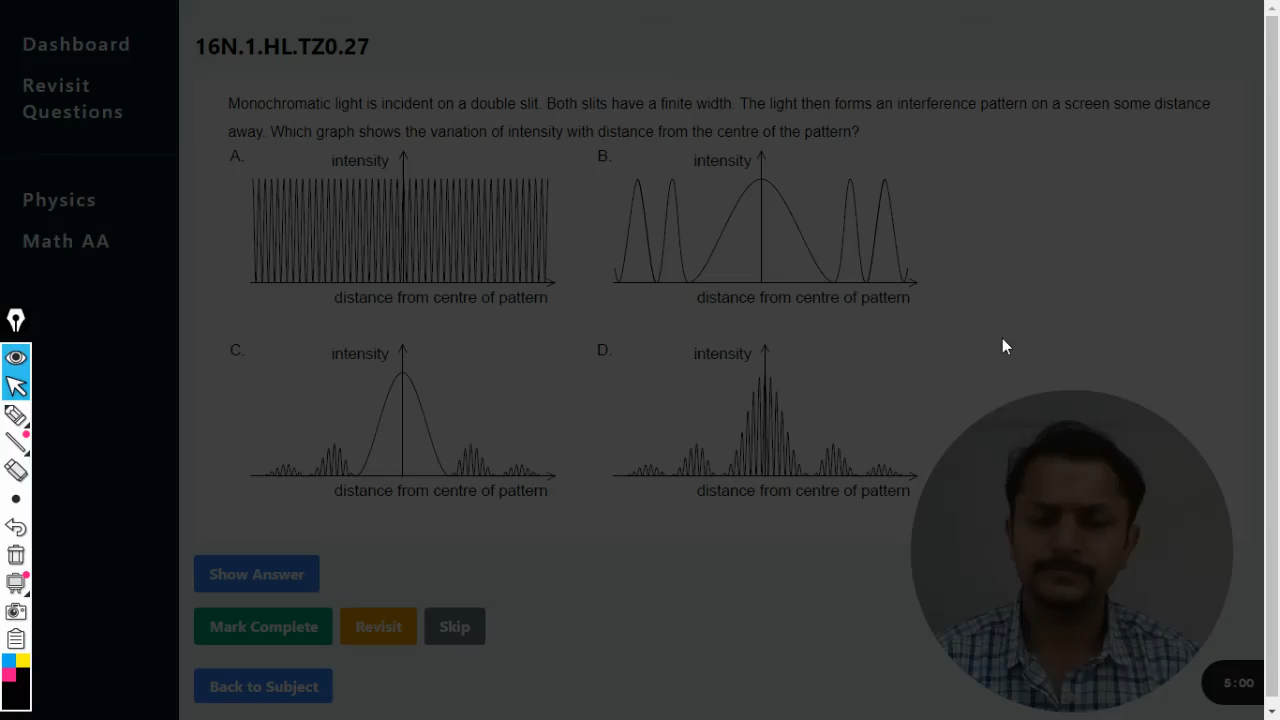 Dashboard
Revisit
Questions
Physics
Math AA
16N.1.HL.TZ0.27
Monochromatic light is incident on a double slit. Both slits have a finite width. The light then forms an interference pattern on a screen some distance
away. Which graph shows the variation of intensity with distance from the centre of the pattern?
A.
intensity
distance from centre of pattern
B.
intensity
distance from centre of pattern
C.
intensity
distance from centre of pattern
D.
intensity
distance from centre of pattern
Show Answer
Mark Complete
Revisit
Skip
Back to Subject
5:00